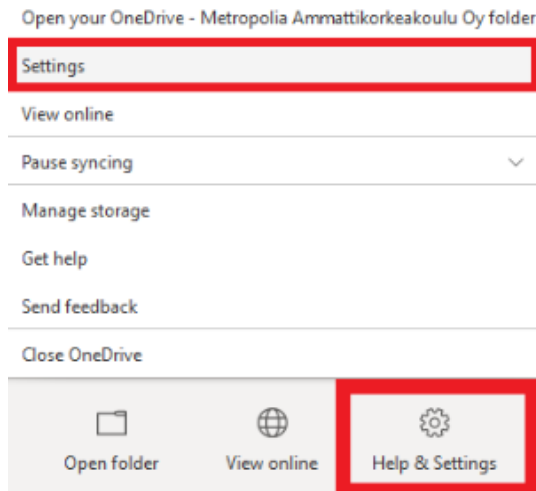 Open your OneDrive - Metropolia Ammattikorkeakoulu Oy folder
Settings
View online
Pause syncing
Manage storage
Get help
Send feedback
Close OneDrive
Open folder
View online
Help & Settings